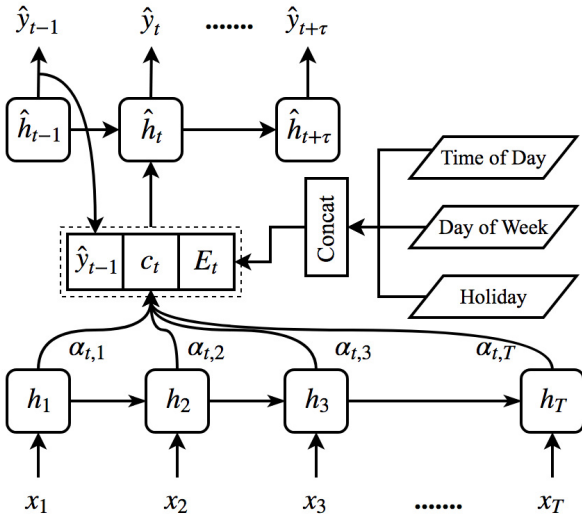 ŷ_{t−1} ŷ_t ....... ŷ_{t+τ}
ĥ_{t−1} ĥ_t ĥ_{t+τ}
Time of Day
Concat
Day of Week
ŷ_{t−1} c_t E_t
Holiday
α_{t,1} α_{t,2} α_{t,3} α_{t,T}
h_1 h_2 h_3 h_T
x_1 x_2 x_3 ....... x_T